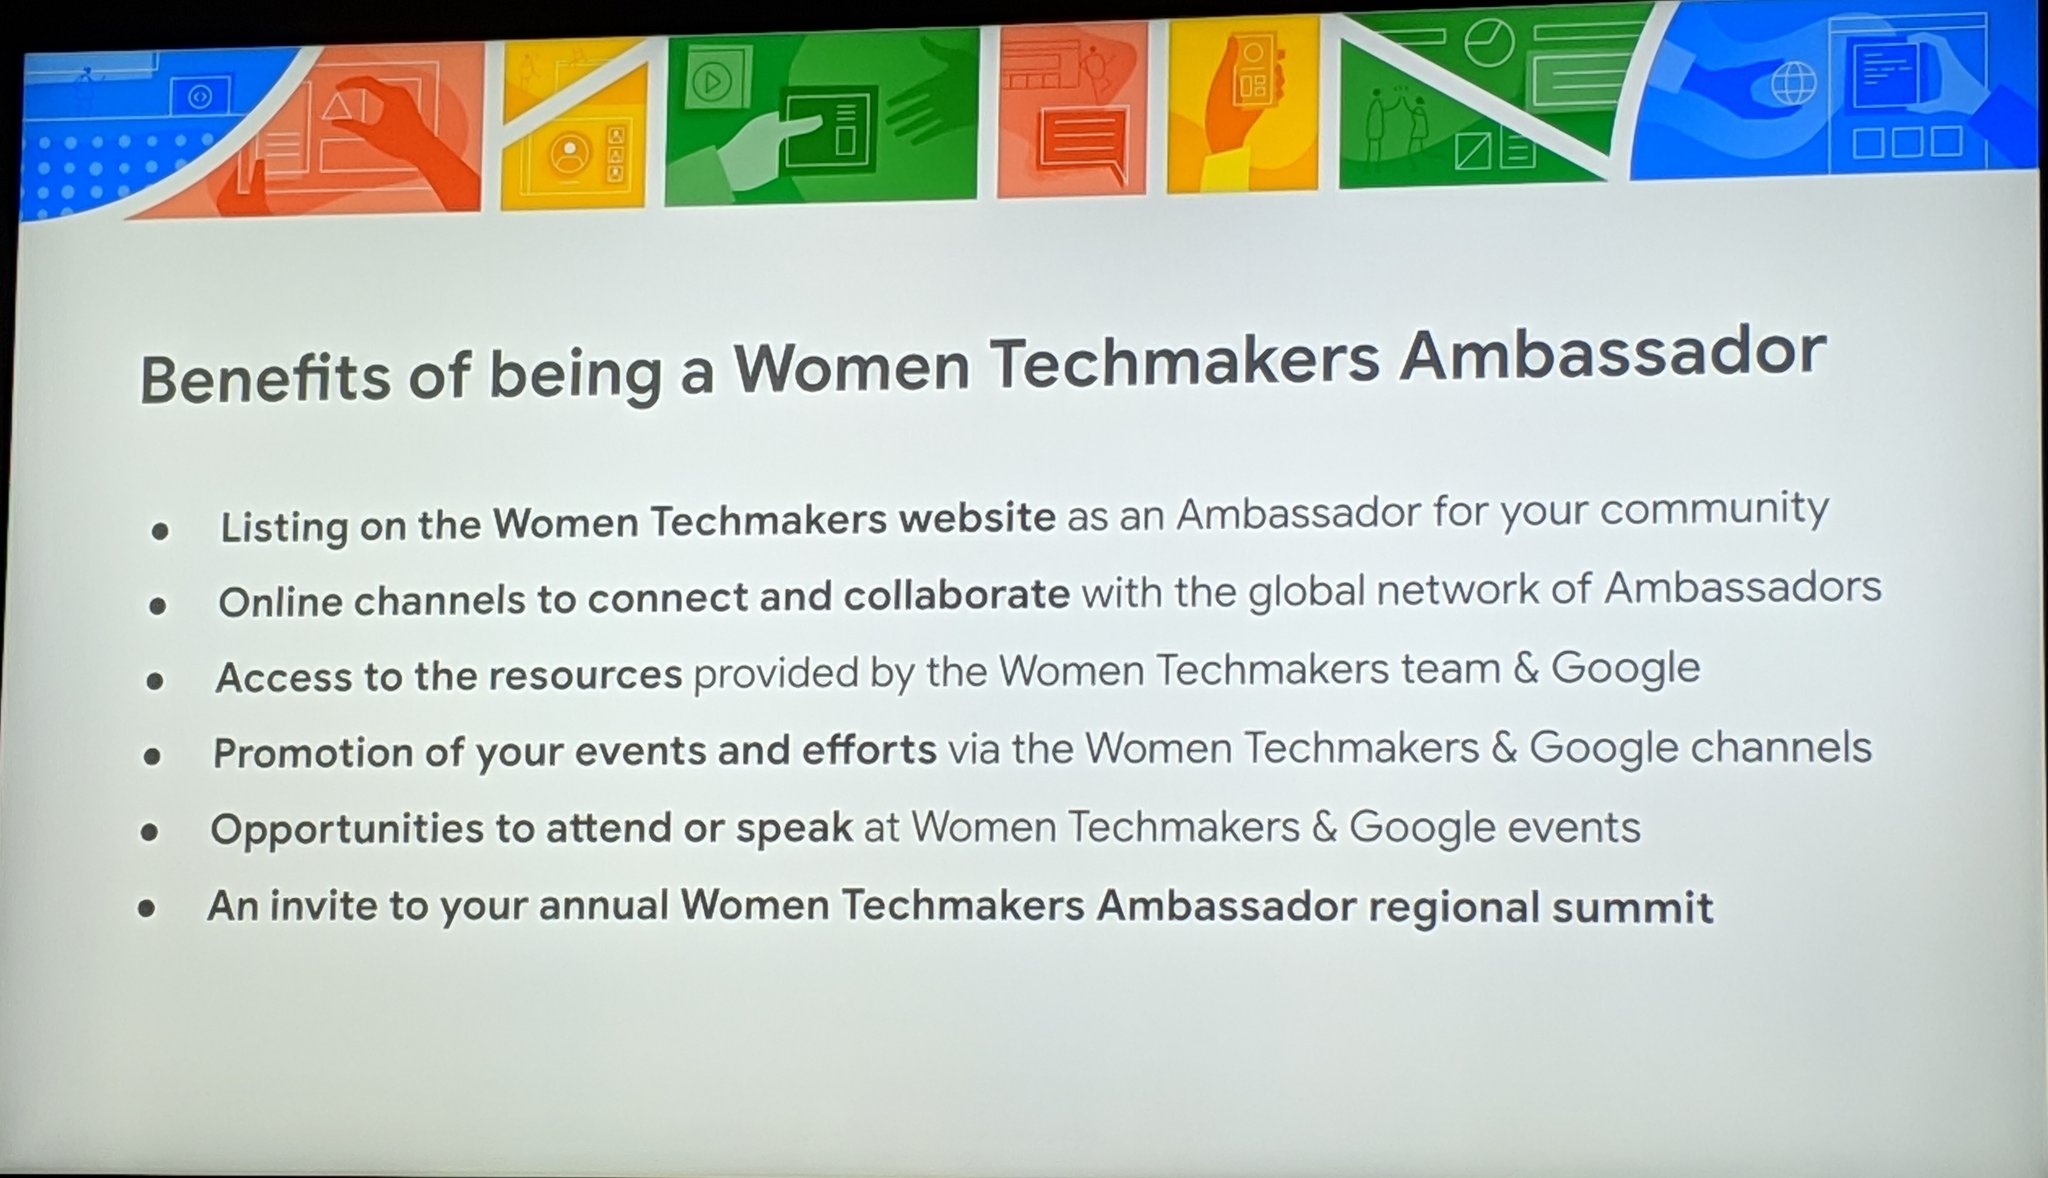 Benefits of being a Women Techmakers Ambassador
● Listing on the Women Techmakers website as an Ambassador for your community
● Online channels to connect and collaborate with the global network of Ambassadors
● Access to the resources provided by the Women Techmakers team & Google
● Promotion of your events and efforts via the Women Techmakers & Google channels
● Opportunities to attend or speak at Women Techmakers & Google events
● An invite to your annual Women Techmakers Ambassador regional summit